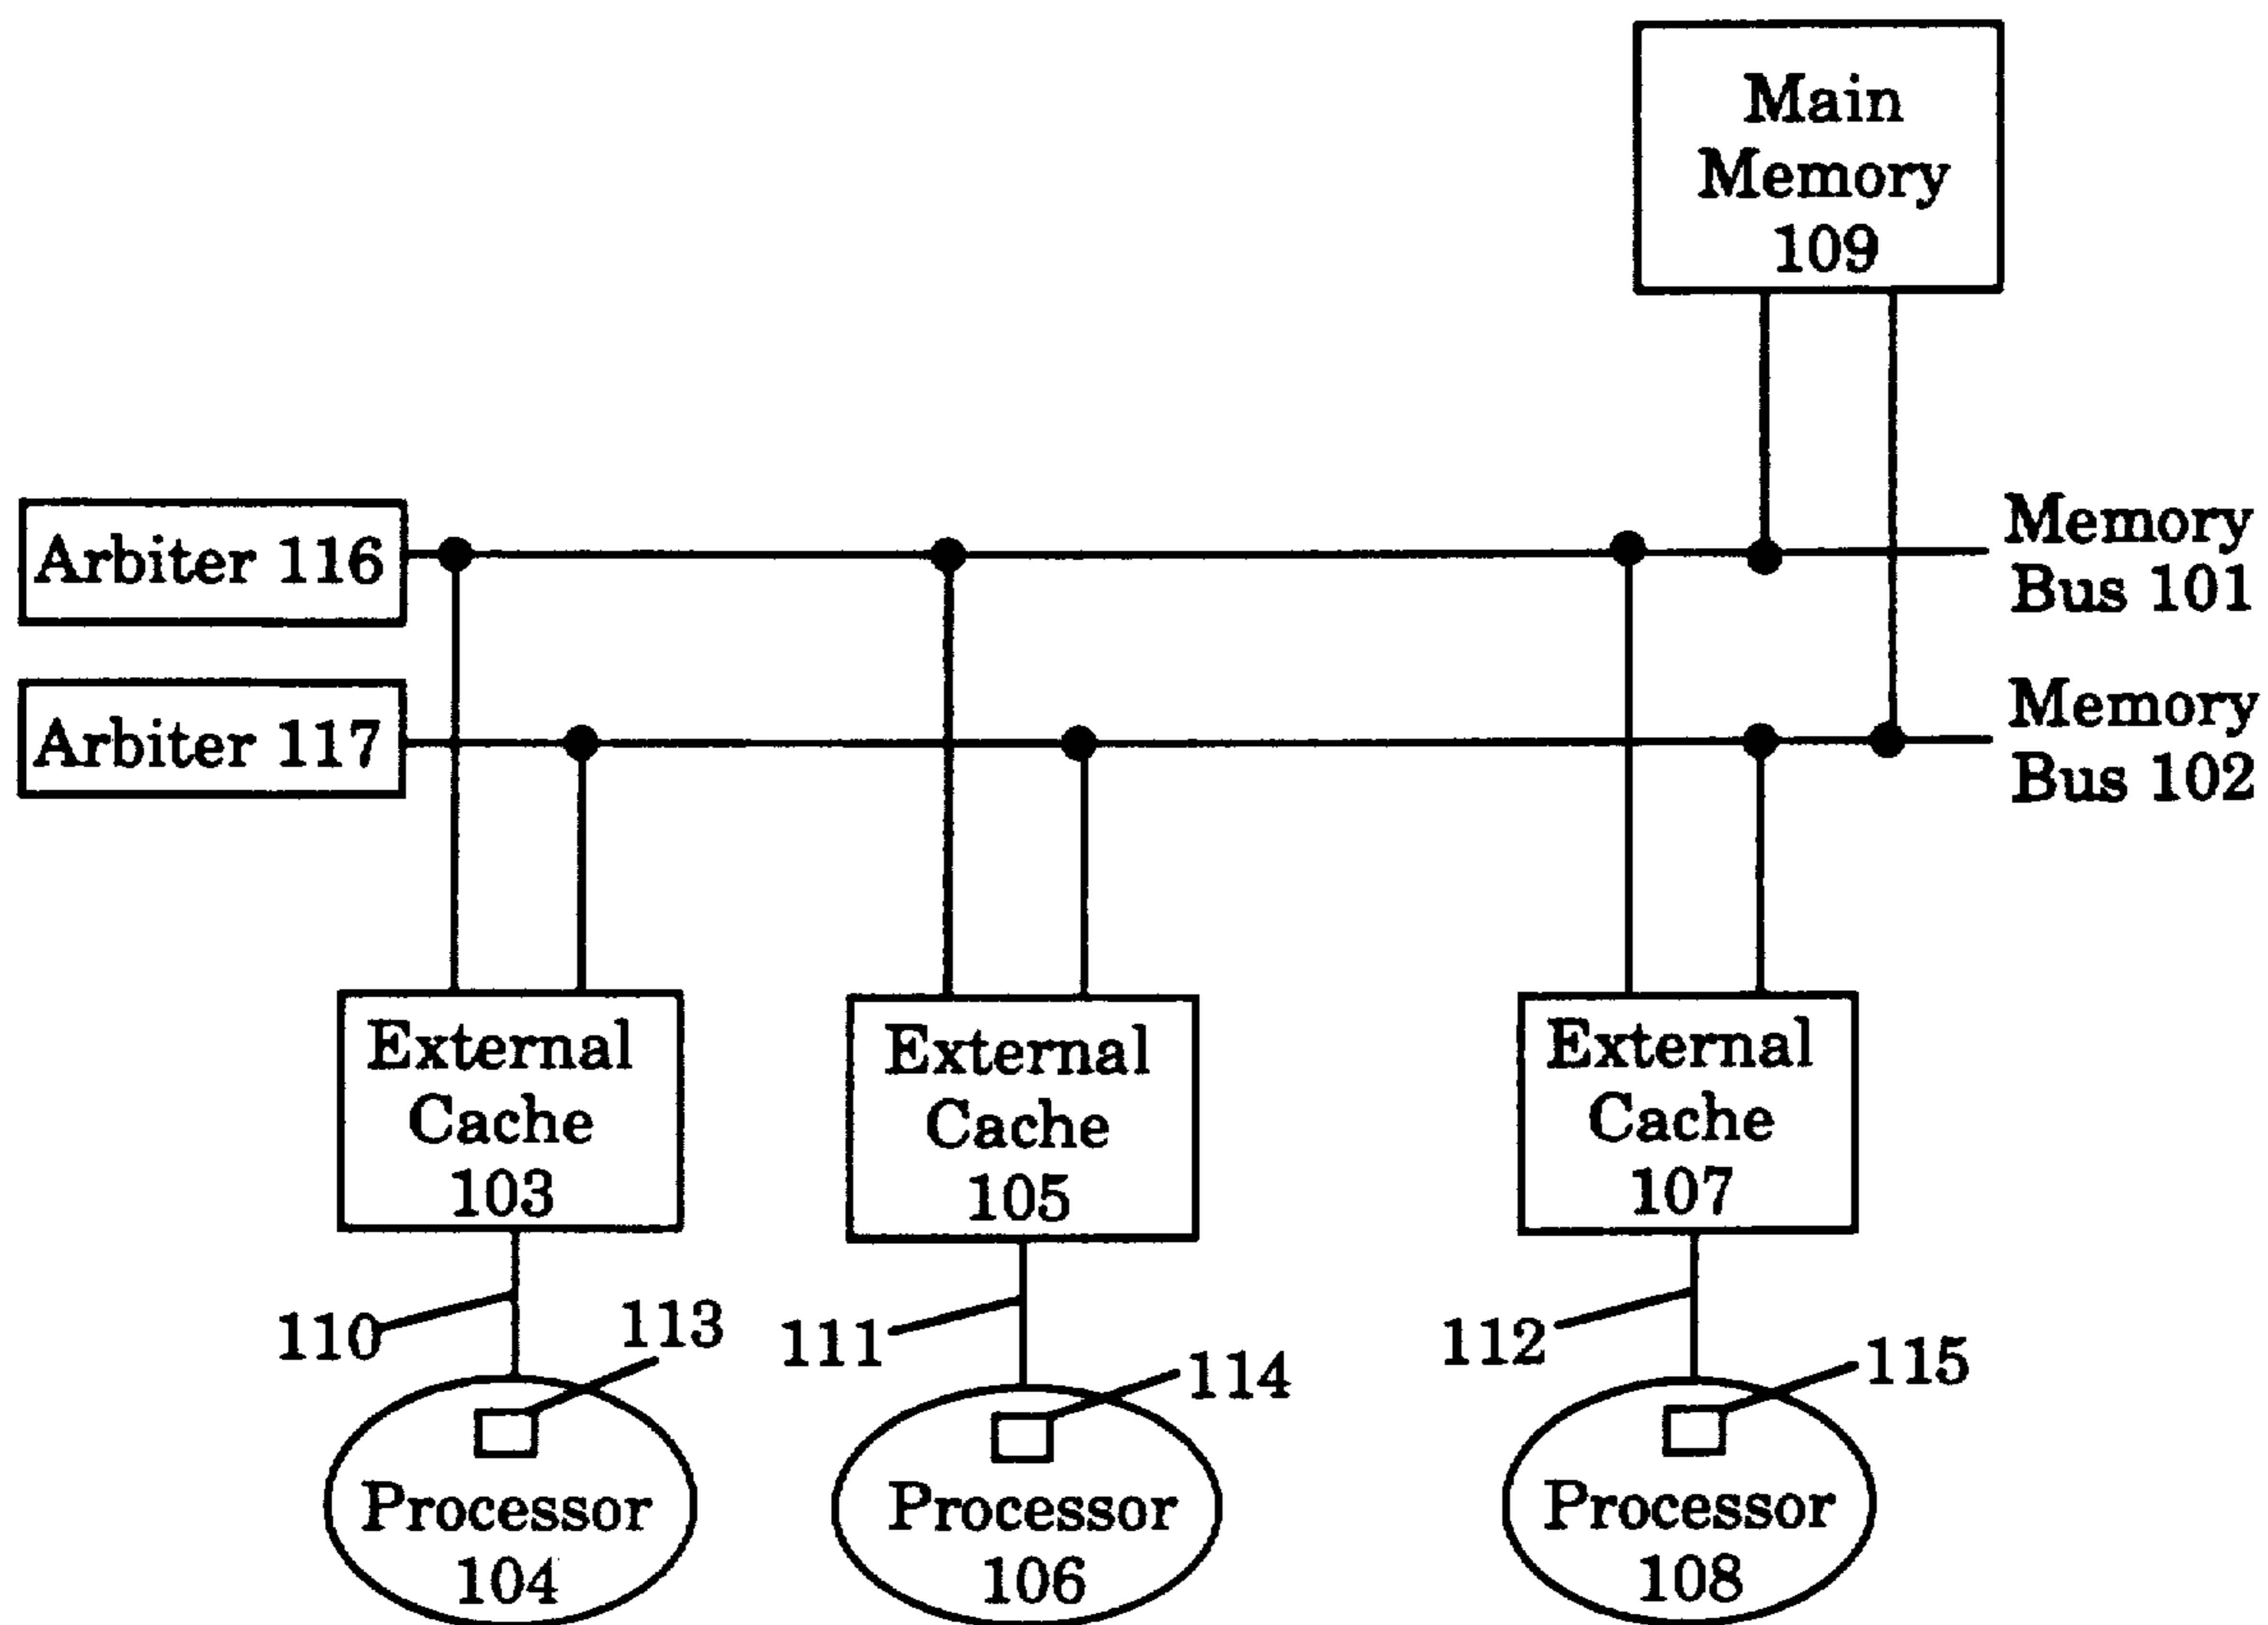 Main
Memory
109
Arbiter 116
Memory
Bus 101
Arbiter 117
Memory
Bus 102
External
Cache
103
External
Cache
105
External
Cache
107
110
113
111
114
112
115
Processor
104
Processor
106
Processor
108